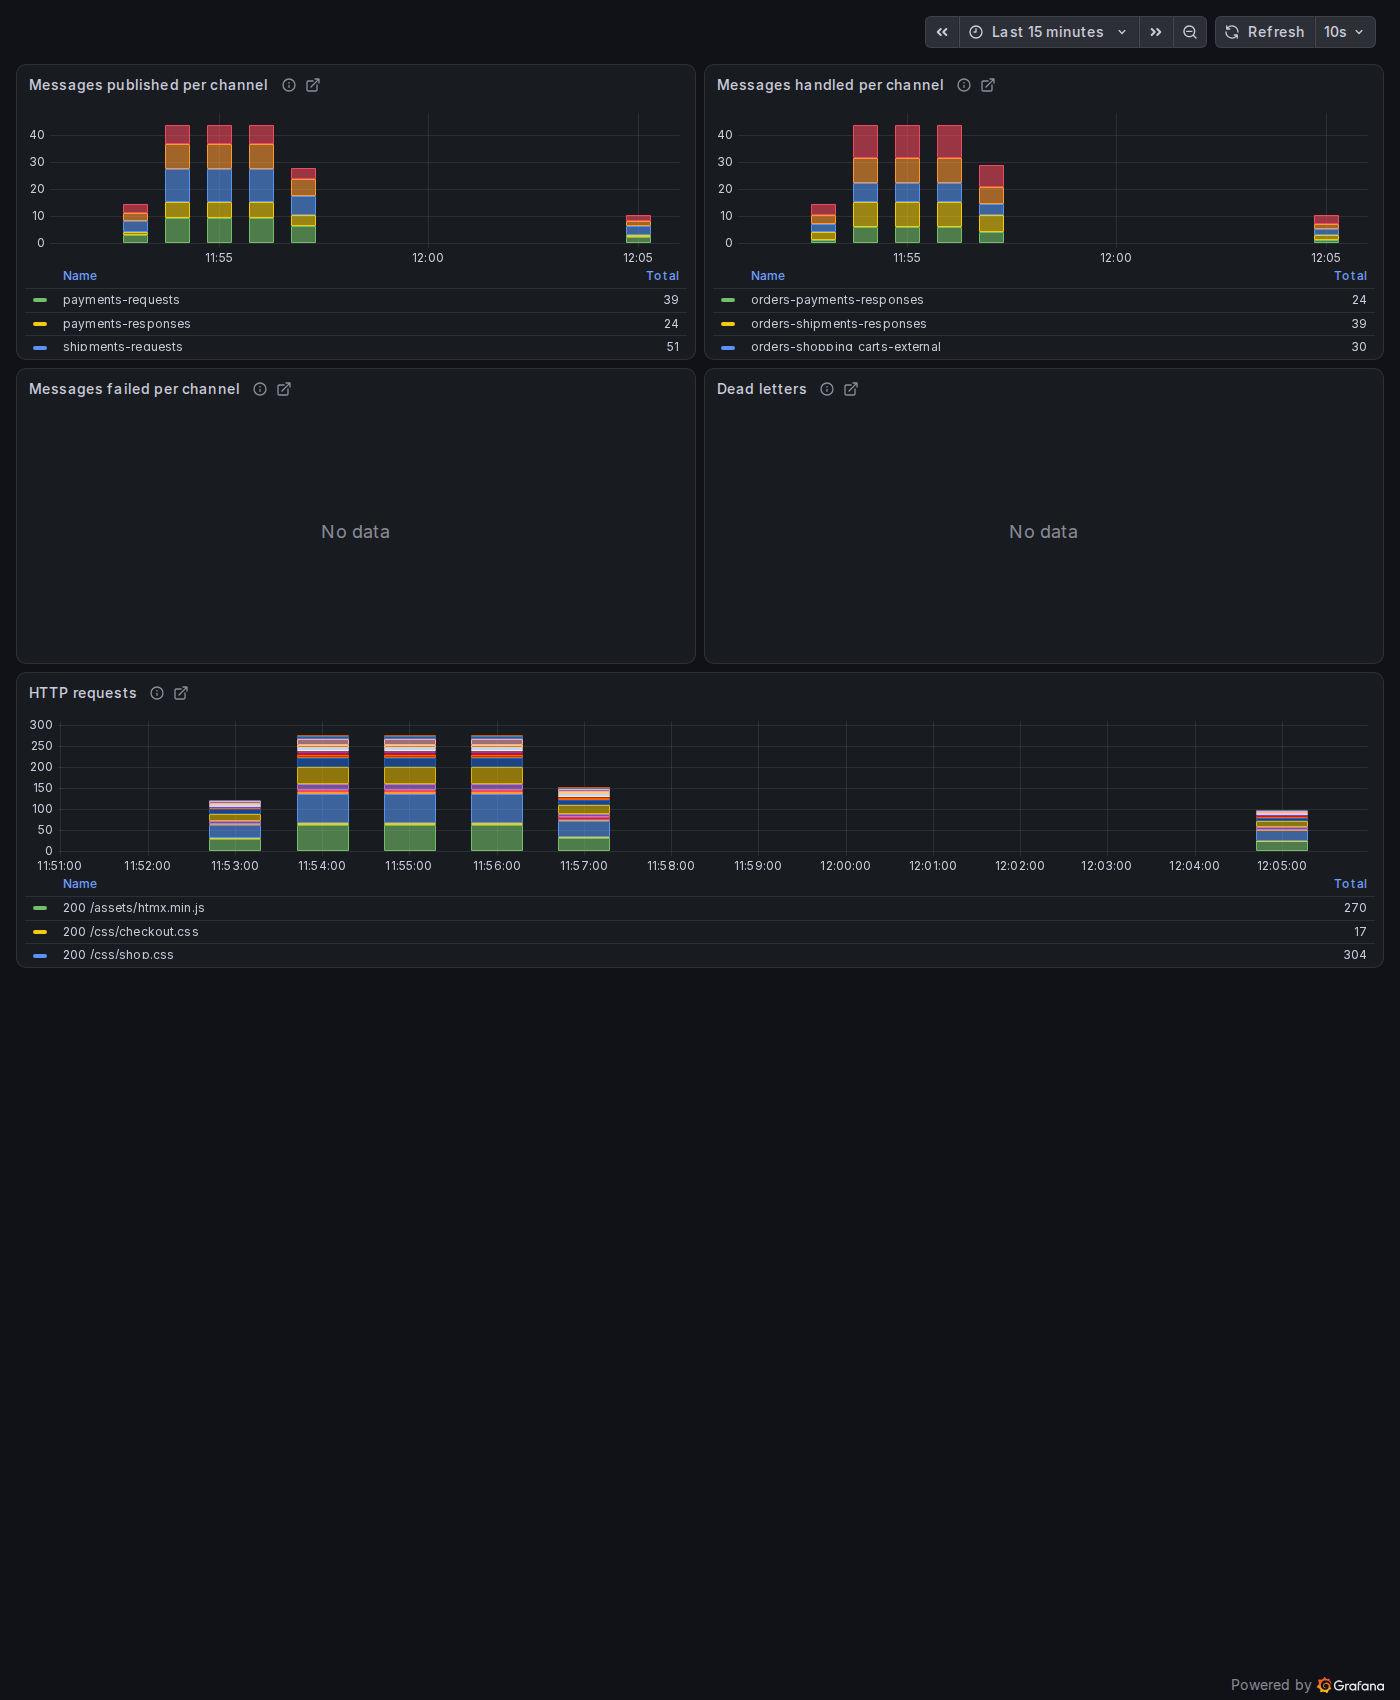 Last 15 minutes Refresh 10s
Messages published per channel
40
30
20
10
0
11:55 12:00 12:05
Name Total
payments-requests 39
payments-responses 24
shipments-requests 51
Messages handled per channel
40
30
20
10
0
11:55 12:00 12:05
Name Total
orders-payments-responses 24
orders-shipments-responses 39
orders-shopping carts-external 30
Messages failed per channel
No data
Dead letters
No data
HTTP requests
300
250
200
150
100
50
0
11:51:00 11:52:00 11:53:00 11:54:00 11:55:00 11:56:00 11:57:00 11:58:00 11:59:00 12:00:00 12:01:00 12:02:00 12:03:00 12:04:00 12:05:00
Name Total
200 /assets/htmx.min.js 270
200 /css/checkout.css 17
200 /css/shop.css 304
Powered by Grafana